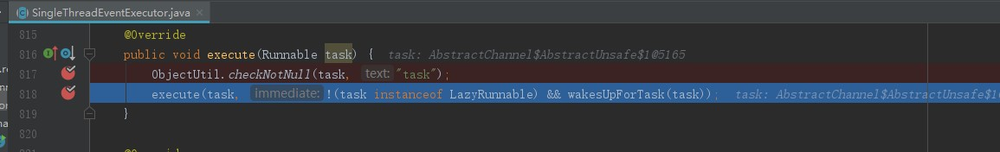 SingleThreadEventExecutor.java
815 @Override
816 public void execute(Runnable task) { task: AbstractChannel$AbstractUnsafe$1@5165
817 ObjectUtil.checkNotNull(task, text: "task");
818 execute(task, immediate: !(task instanceof LazyRunnable) && wakesUpForTask(task)); task: AbstractChannel$AbstractUnsafe$1
819 }
820